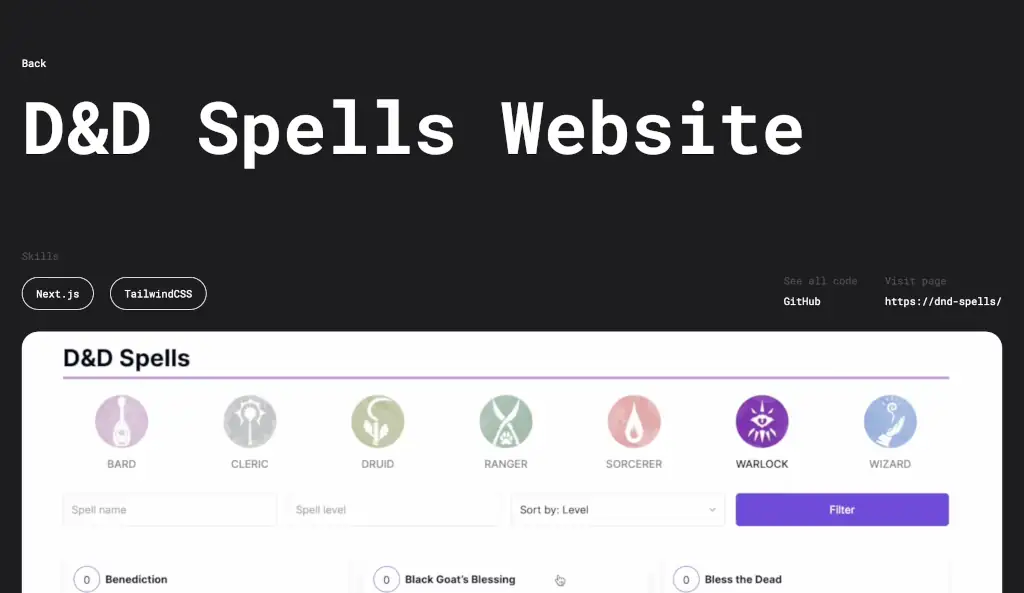 Back
D&D Spells Website
Skills
Next.js TailwindCSS
See all code Visit page
GitHub https://dnd-spells/
D&D Spells
BARD CLERIC DRUID RANGER SORCERER WARLOCK WIZARD
Spell name Spell level Sort by: Level Filter
0 Benediction 0 Black Goat's Blessing 0 Bless the Dead